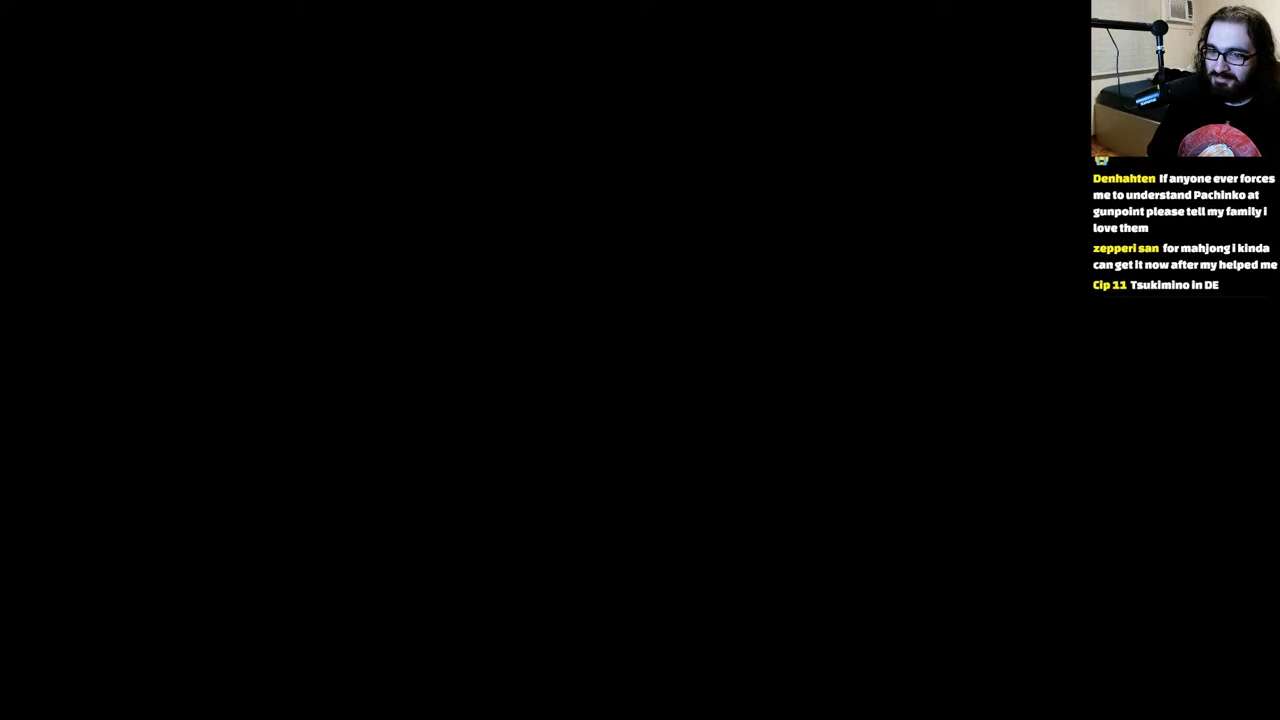 Denhahten If anyone ever forces
me to understand Pachinko at
gunpoint please tell my family i
love them
zepperi san for mahjong i kinda
can get it now after my helped me
Cip 11 Tsukimino in DE